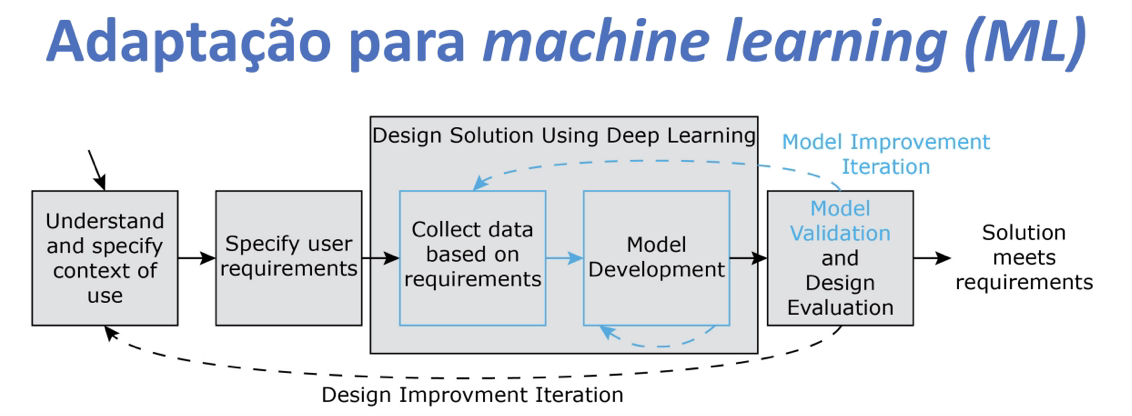 Adaptação para machine learning (ML)
Design Solution Using Deep Learning
Model Improvement
Iteration
Understand
and specify
context of
use
Specify user
requirements
Collect data
based on
requirements
Model
Development
Model
Validation
and
Design
Evaluation
Solution
meets
requirements
Design Improvment Iteration